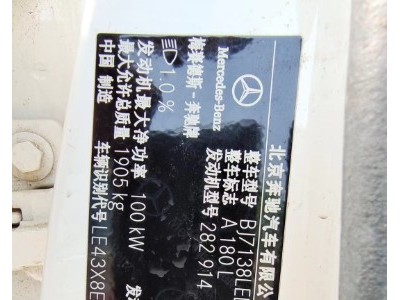 北京奔驰汽车有限公
Mercedes-Benz
梅赛德斯-奔驰牌
整车型号 BJ7138LE
整车标志 A 180 L
发动机型号 282 914
1.0 %
发动机最大净功率 100 kW
最大允许总质量 1905 kg
中国 制造
车辆识别代号 LE43X8E